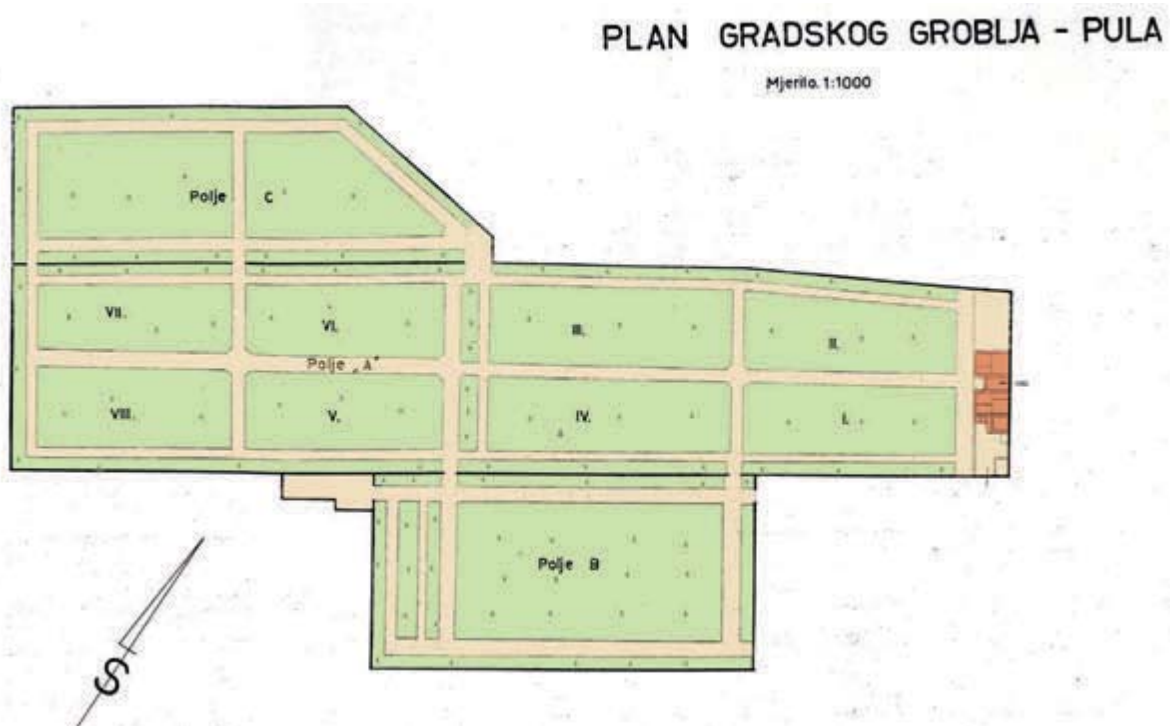 PLAN GRADSKOG GROBLJA - PULA
Mjerilo. 1:1000
Polje C
VII.
VI.
III.
II.
Polje „A"
VIII.
V.
IV.
I.
Polje B
S